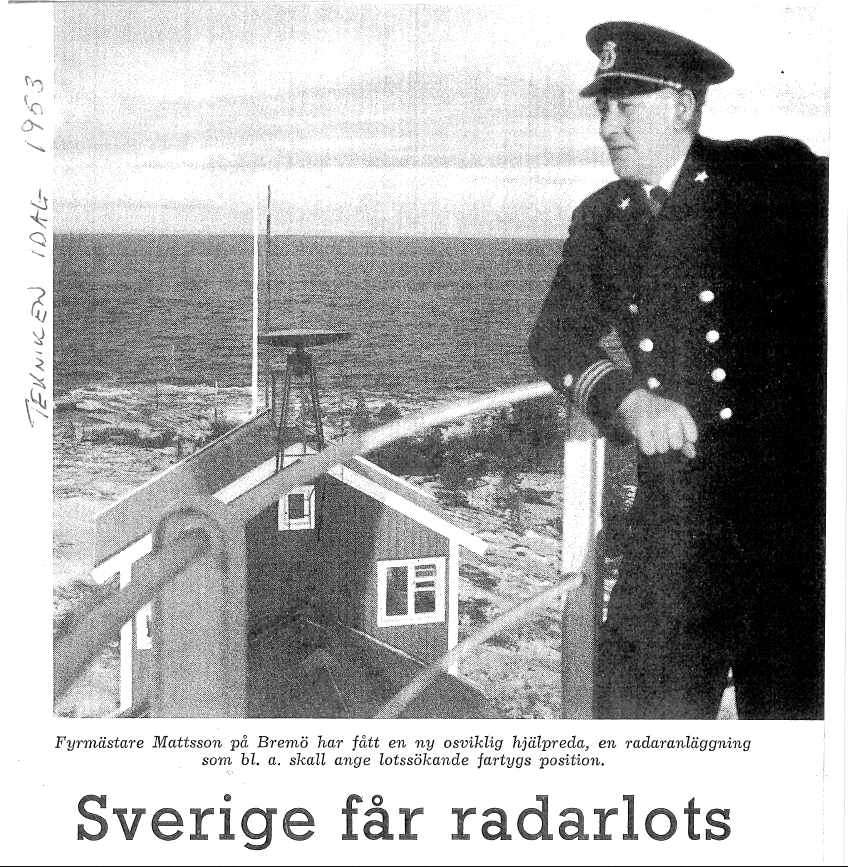 TEKNIKEN IDAG 1953
Fyrmästare Mattsson på Bremö har fått en ny osviklig hjälpreda, en radaranläggning
som bl. a. skall ange lotssökande fartygs position.
Sverige får radarlots